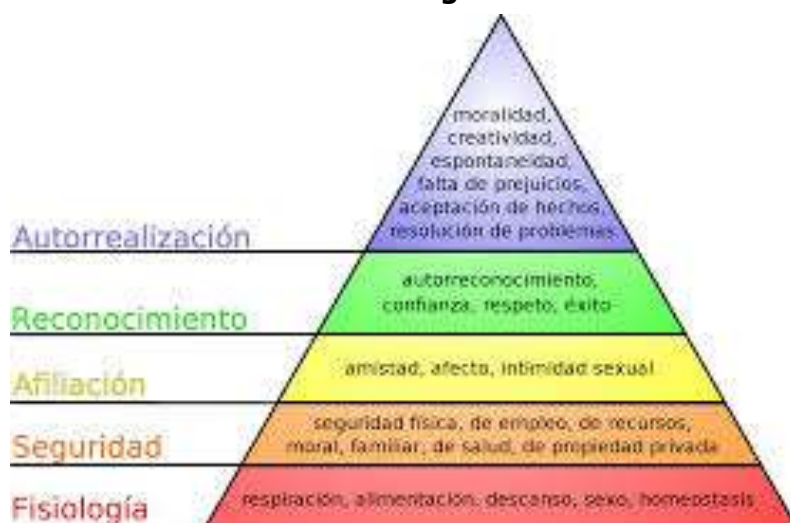 moralidad,
creatividad,
espontaneidad,
falta de prejuicios,
aceptación de hechos,
resolución de problemas
Autorrealización
autorreconocimiento,
confianza, respeto, éxito
Reconocimiento
amistad, afecto, intimidad sexual
Afiliación
seguridad física, de empleo, de recursos,
moral, familiar, de salud, de propiedad privada
Seguridad
respiración, alimentación, descanso, sexo, homeostasis
Fisiología